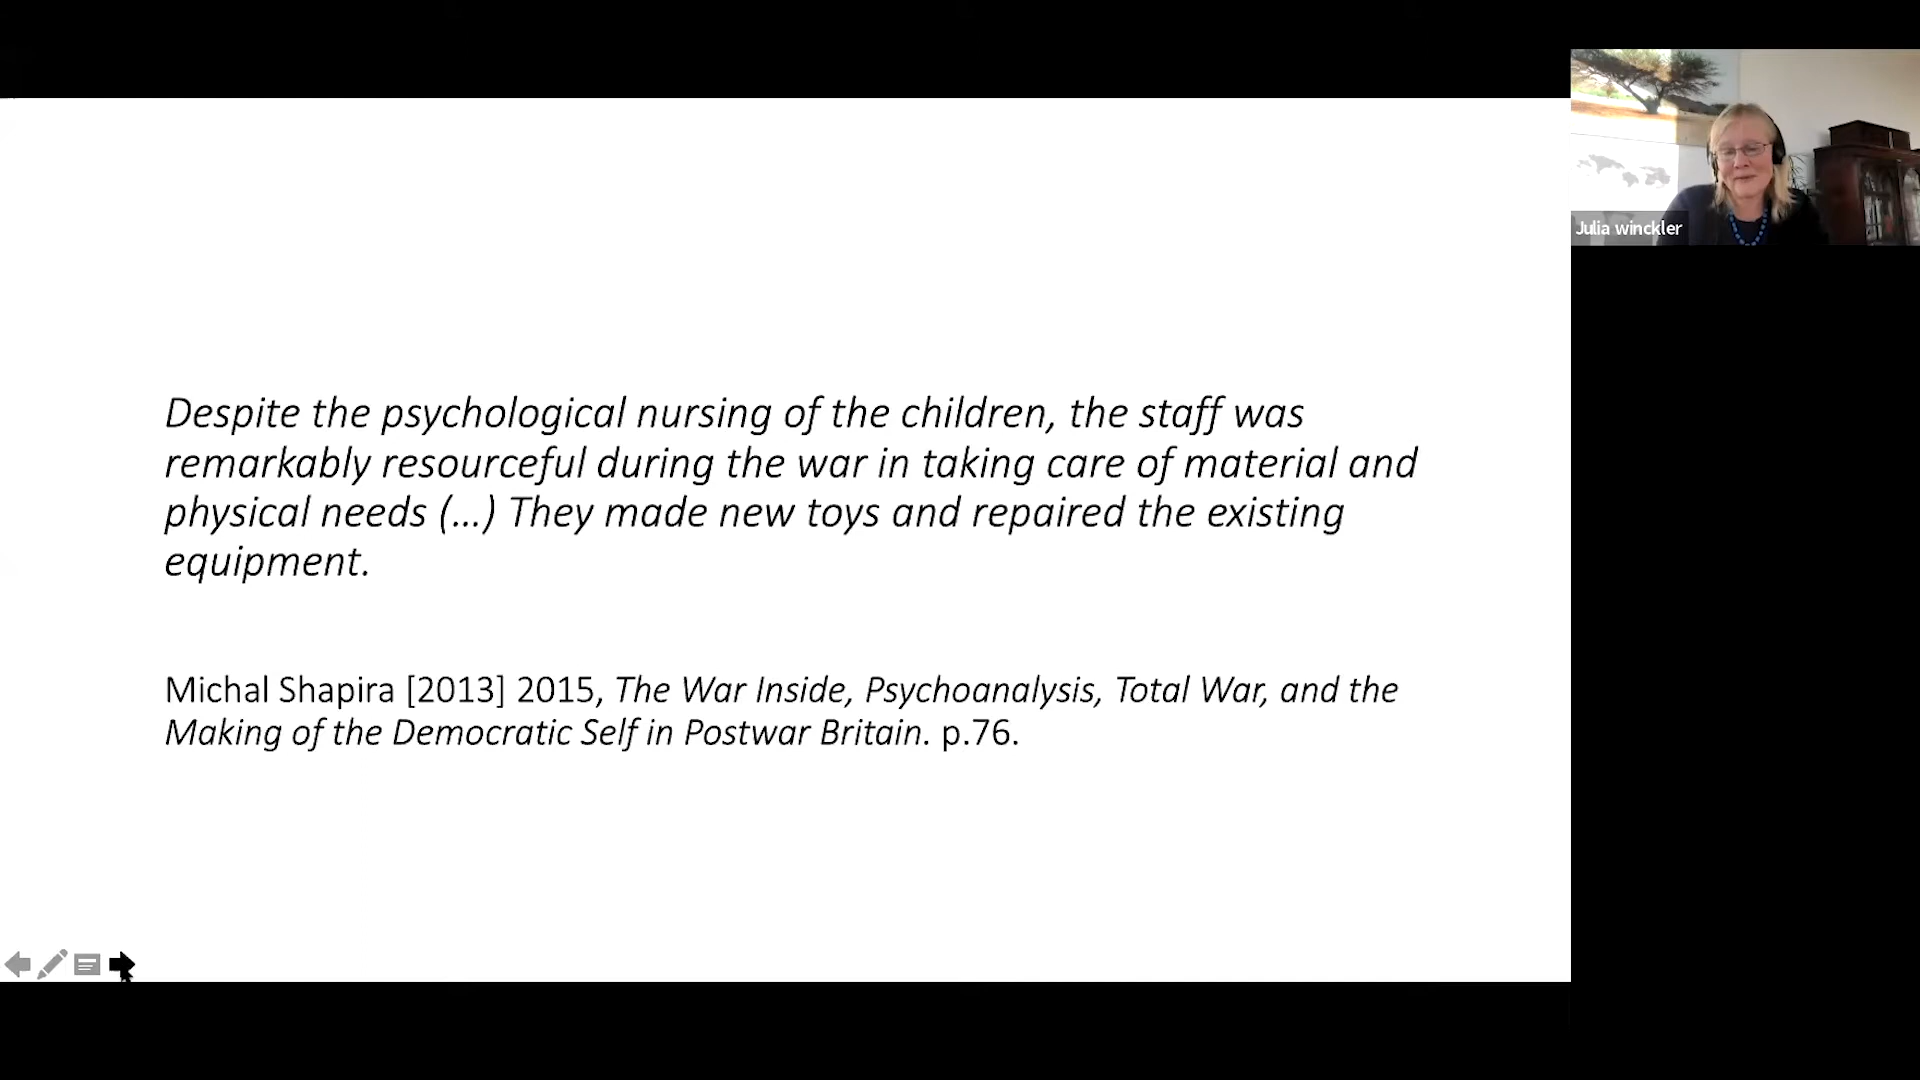 Despite the psychological nursing of the children, the staff was
remarkably resourceful during the war in taking care of material and
physical needs (...) They made new toys and repaired the existing
equipment.
Michal Shapira [2013] 2015, The War Inside, Psychoanalysis, Total War, and the
Making of the Democratic Self in Postwar Britain. p.76.
Julia winckler